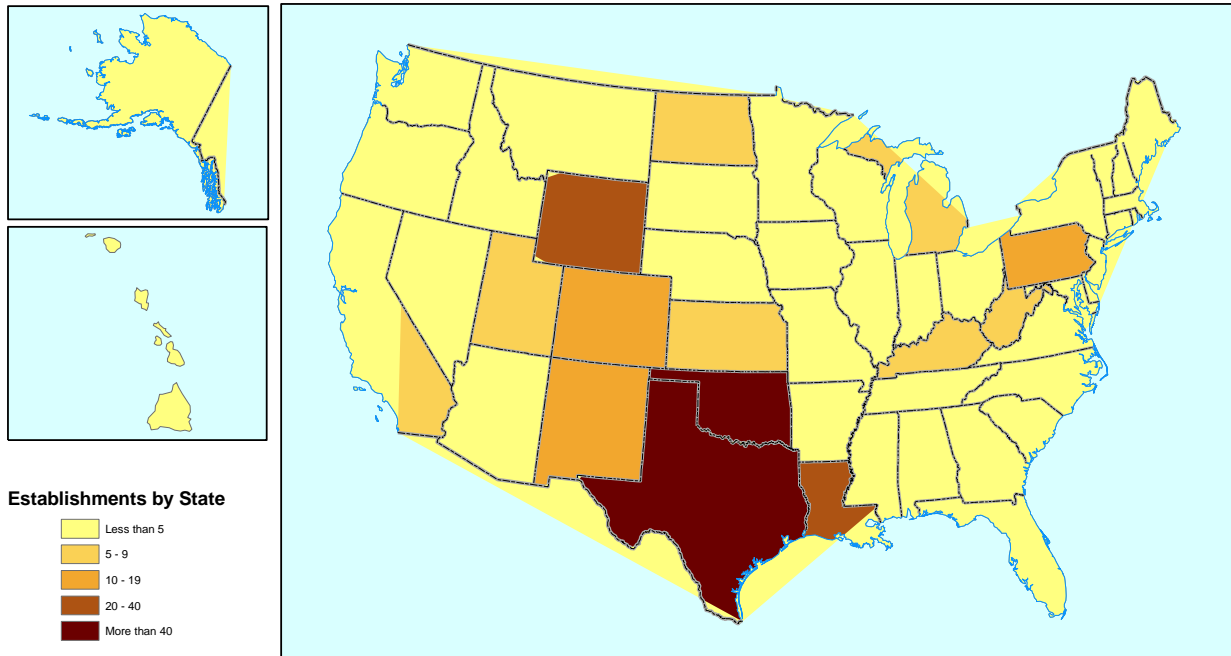 Establishments by State
Less than 5
5 - 9
10 - 19
20 - 40
More than 40